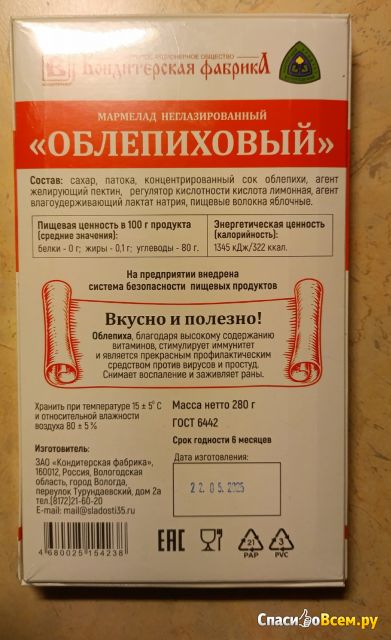 АКЦИОНЕРНОЕ ОБЩЕСТВО
КОНДИТЕРСКАЯ ФАБРИКА
МАРМЕЛАД НЕГЛАЗИРОВАННЫЙ
«ОБЛЕПИХОВЫЙ»
Состав: сахар, патока, концентрированный сок облепихи, агент
желирующий пектин, регулятор кислотности кислота лимонная, агент
влагоудерживающий лактат натрия, пищевые волокна яблочные.
Пищевая ценность в 100 г продукта
(средние значения):
белки - 0 г; жиры - 0,1 г; углеводы - 80 г.
Энергетическая ценность
(калорийность):
1345 кДж/322 ккал.
На предприятии внедрена
система безопасности пищевых продуктов
Вкусно и полезно!
Облепиха, благодаря высокому содержанию
витаминов, стимулирует иммунитет
и является прекрасным профилактическим
средством против вирусов и простуд.
Снимает воспаление и заживляет раны.
Хранить при температуре 15 ± 5° С
и относительной влажности
воздуха 80 ± 5 %
Масса нетто 280 г
ГОСТ 6442
Срок годности 6 месяцев
Изготовитель:
ЗАО «Кондитерская фабрика»,
160012, Россия, Вологодская
область, город Вологда,
переулок Турундаевский, дом 2а
тел.(8172)21-60-20
E-mail: mail@sladosti35.ru
Дата изготовления:
22.05.2025
4 680025 154238
EAC
21
PAP
3
PVC
СпасиБоВсем.ру